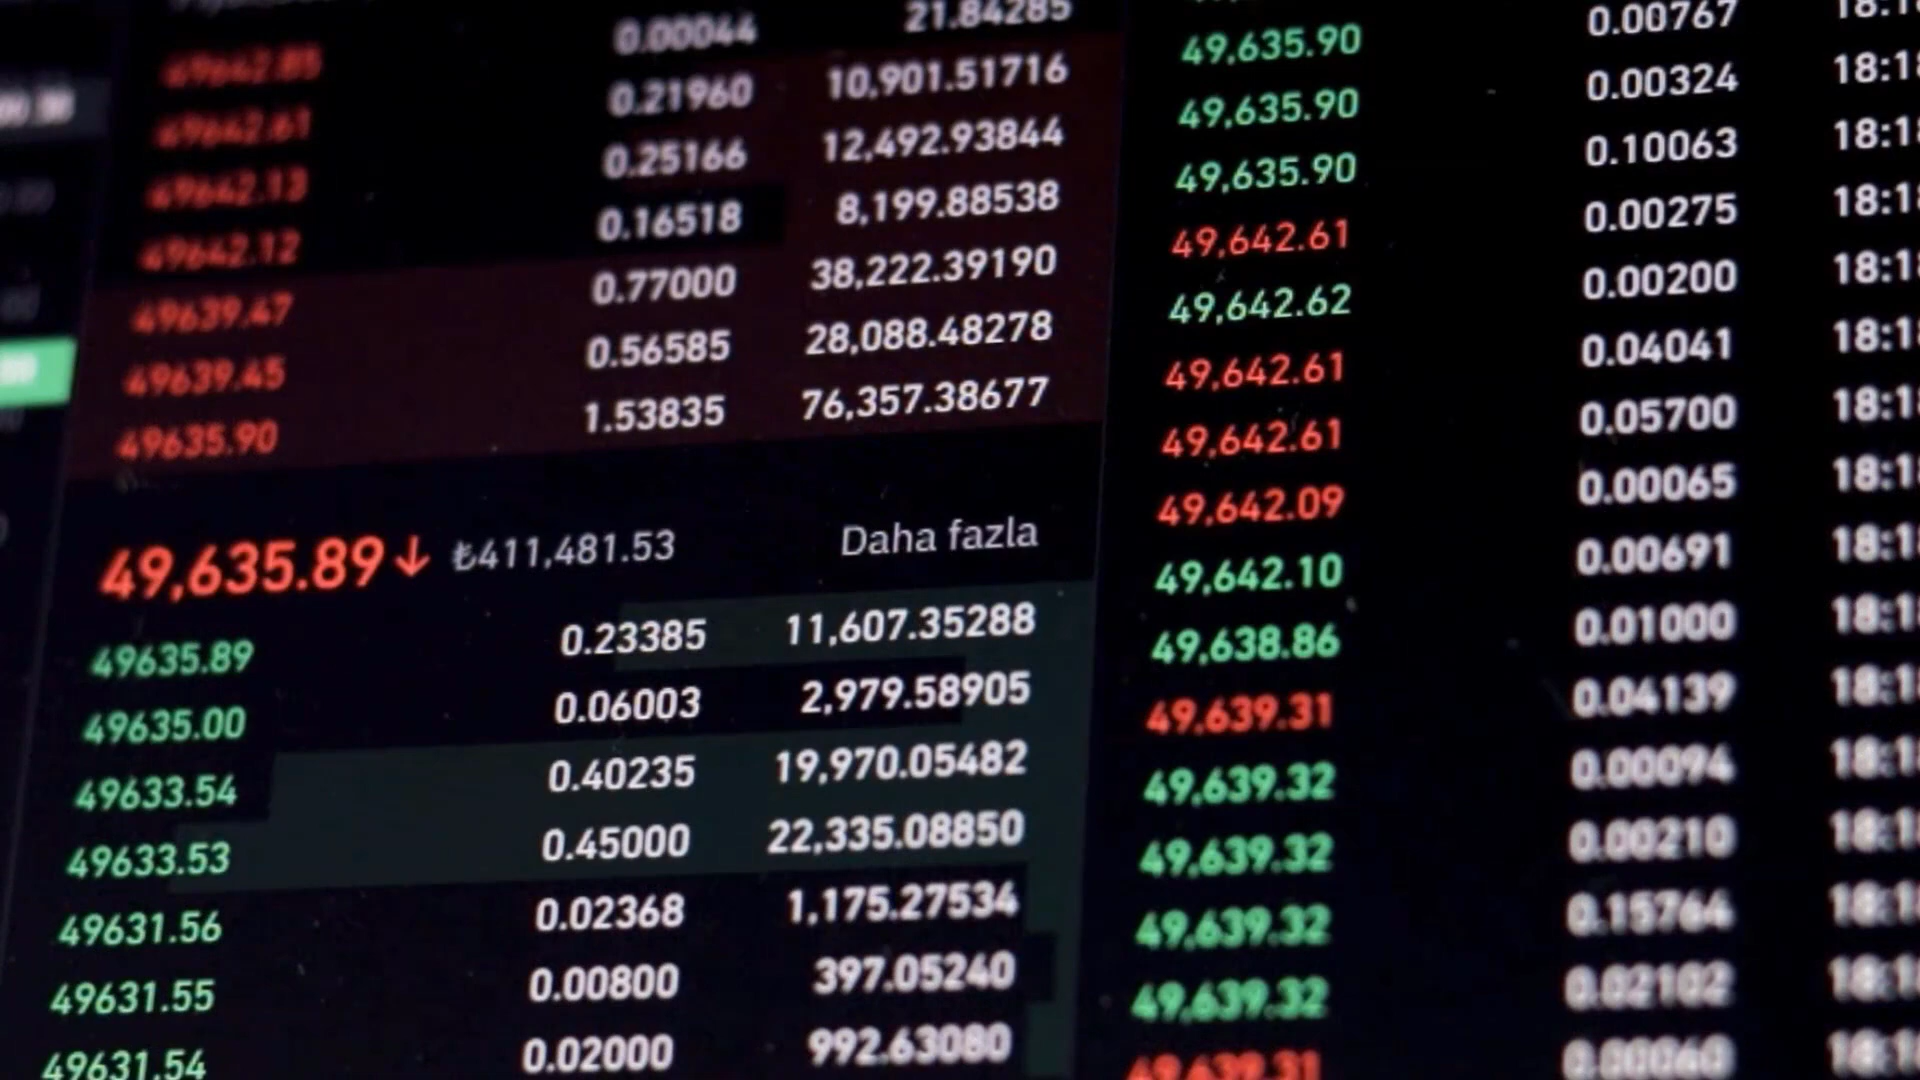 0.00044 21.84285
49642.85 0.21960 10,901.51716
49642.61 0.25166 12,492.93844
49642.13 0.16518 8,199.88538
49642.12 0.77000 38,222.39190
49639.47 0.56585 28,088.48278
49639.45 1.53835 76,357.38677
49635.90
49,635.89↓ ₺411,481.53 Daha fazla
49635.89 0.23385 11,607.35288
49635.00 0.06003 2,979.58905
49633.54 0.40235 19,970.05482
49633.53 0.45000 22,335.08850
49631.56 0.02368 1,175.27534
49631.55 0.00800 397.05240
49631.54 0.02000 992.63080
0.00767 18:1
49,635.90 0.00324 18:1
49,635.90 0.10063 18:1
49,635.90 0.00275 18:1
49,642.61 0.00200 18:1
49,642.62 0.04041 18:1
49,642.61 0.05700 18:1
49,642.61 0.00065 18:1
49,642.09 0.00691 18:1
49,642.10 0.01000 18:1
49,638.86 0.04139 18:1
49,639.31 0.00094 18:1
49,639.32 0.00210 18:1
49,639.32 0.15764 18:1
49,639.32 0.02102 18:1
49,639.32 0.00060 18:1
49,639.31